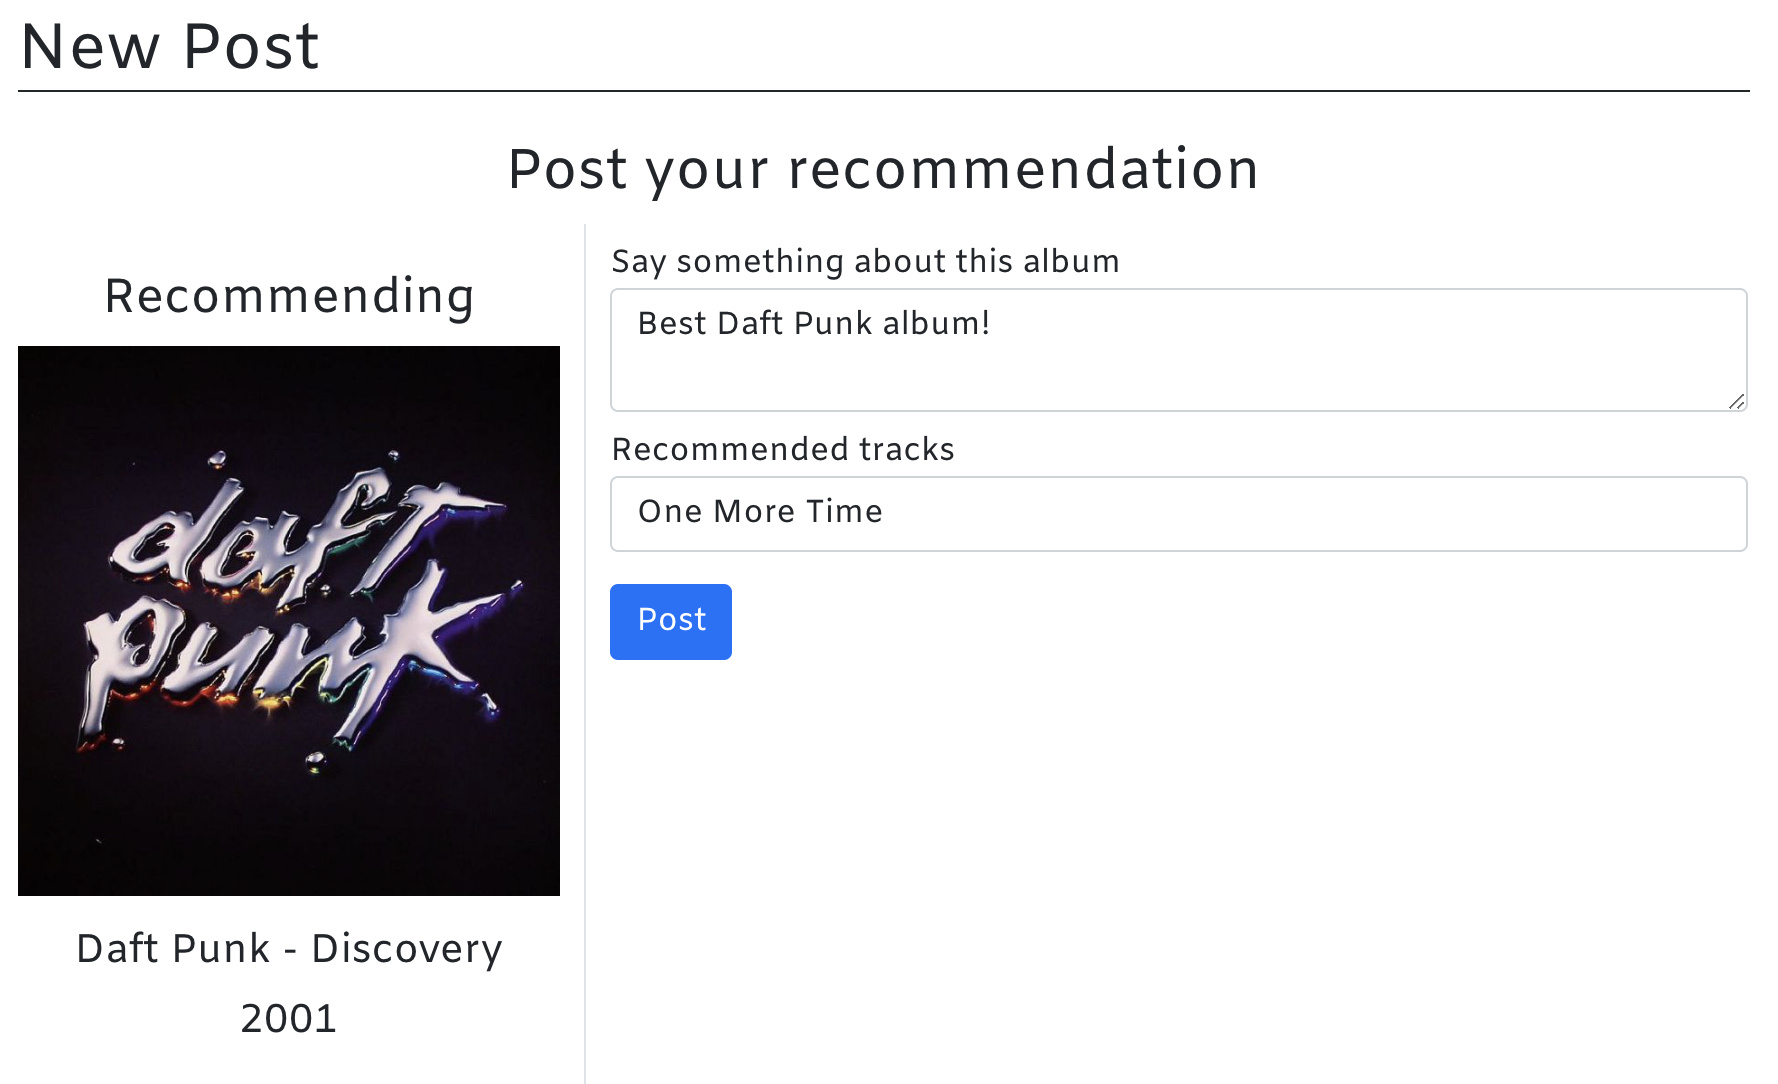 New Post
Post your recommendation
Recommending
daft
punk
Daft Punk - Discovery
2001
Say something about this album
Best Daft Punk album!
Recommended tracks
One More Time
Post